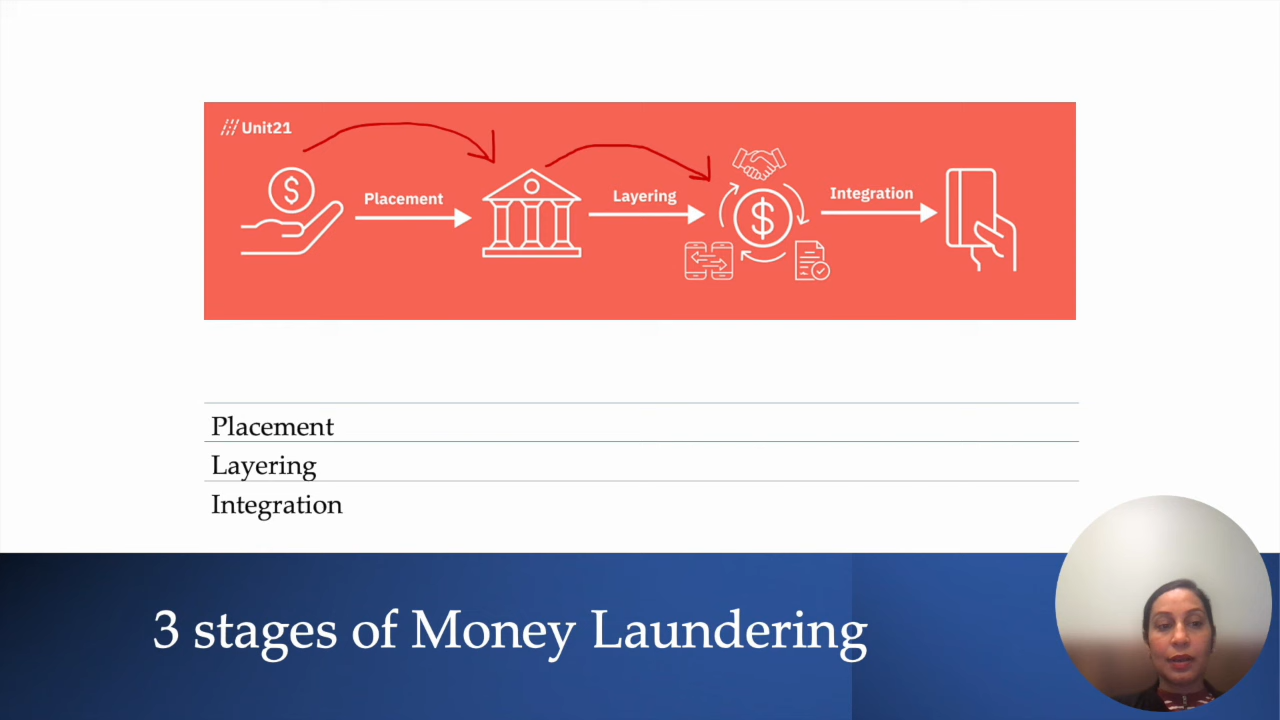 Unit21
Placement
Layering
Integration
Placement
Layering
Integration
3 stages of Money Laundering